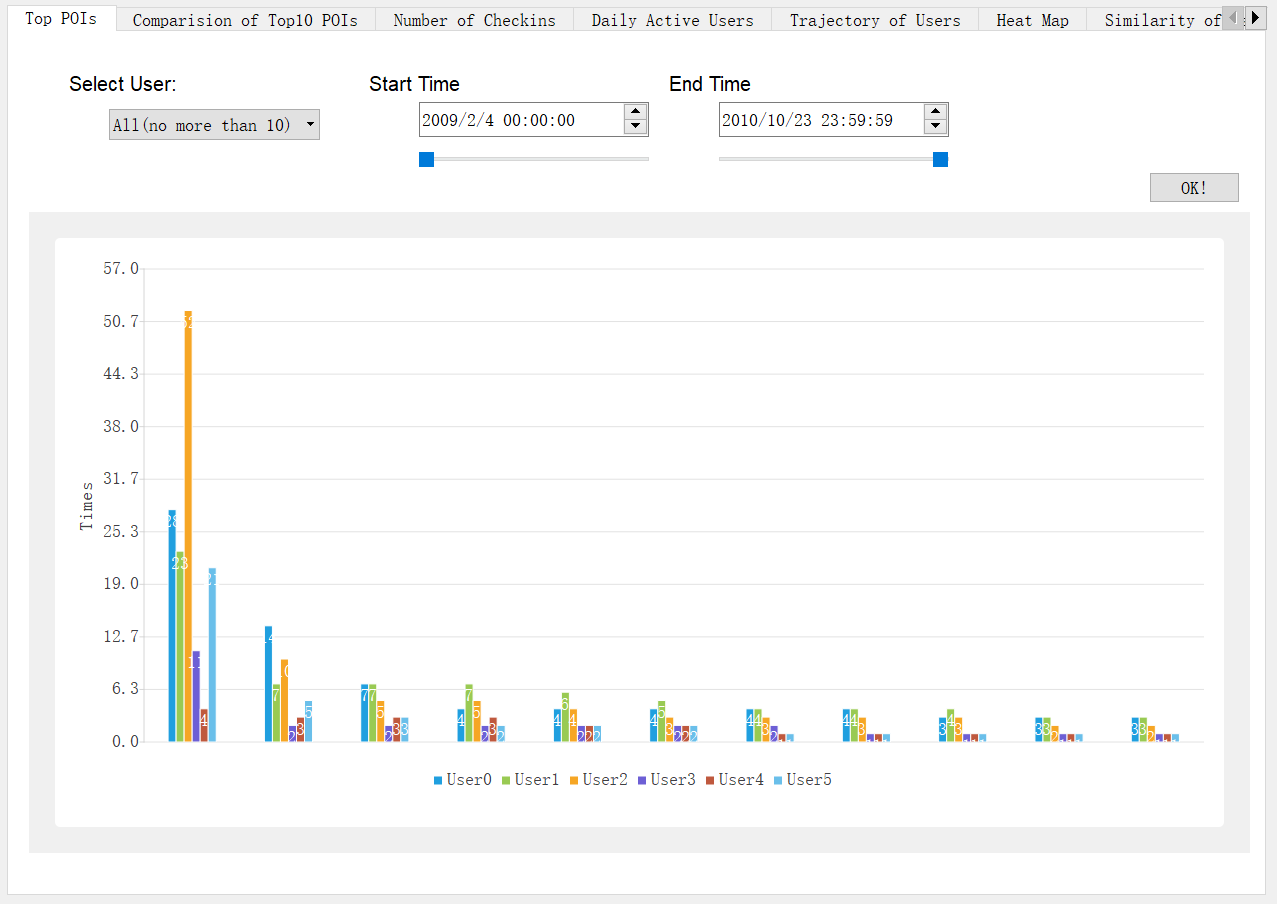 Top POIs Comparision of Top10 POIs Number of Checkins Daily Active Users Trajectory of Users Heat Map Similarity of
Select User: Start Time End Time
All(no more than 10) 2009/2/4 00:00:00 2010/10/23 23:59:59
OK!
57.0
50.7
44.3
38.0
31.7
25.3
19.0
12.7
6.3
0.0
Times
28 23 52 11 4 21
14 7 10 2 3 5
7 7 5 2 3 3
4 7 5 2 3 2
4 6 4 2 2 2
4 5 3 2 2 2
4 4 3 2
4 4 3
3 4 3
3 3 2
3 3 2
User0 User1 User2 User3 User4 User5